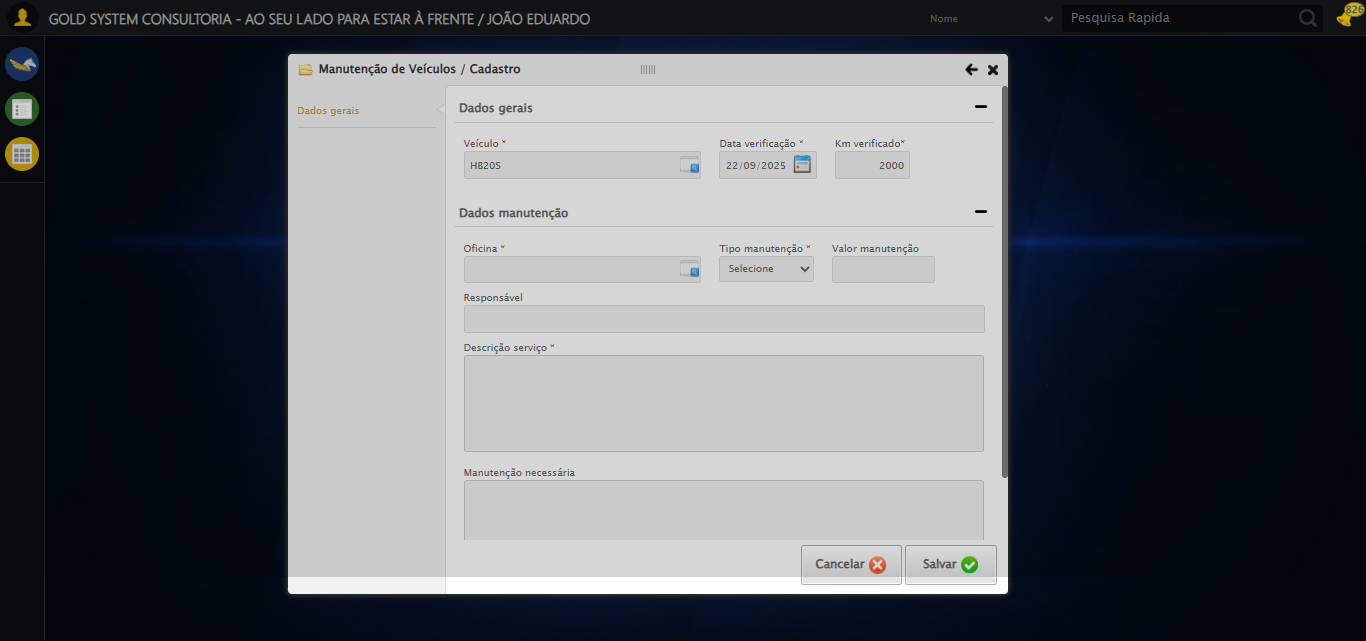 GOLD SYSTEM CONSULTORIA - AO SEU LADO PARA ESTAR À FRENTE / JOÃO EDUARDO
Nome
Pesquisa Rapida
826
Manutenção de Veículos / Cadastro
Dados gerais
Dados gerais
Veículo *
Data verificação *
Km verificado*
HB20S
22/09/2025
2000
Dados manutenção
Oficina *
Tipo manutenção *
Valor manutenção
Selecione
Responsável
Descrição serviço *
Manutenção necessária
Cancelar
Salvar